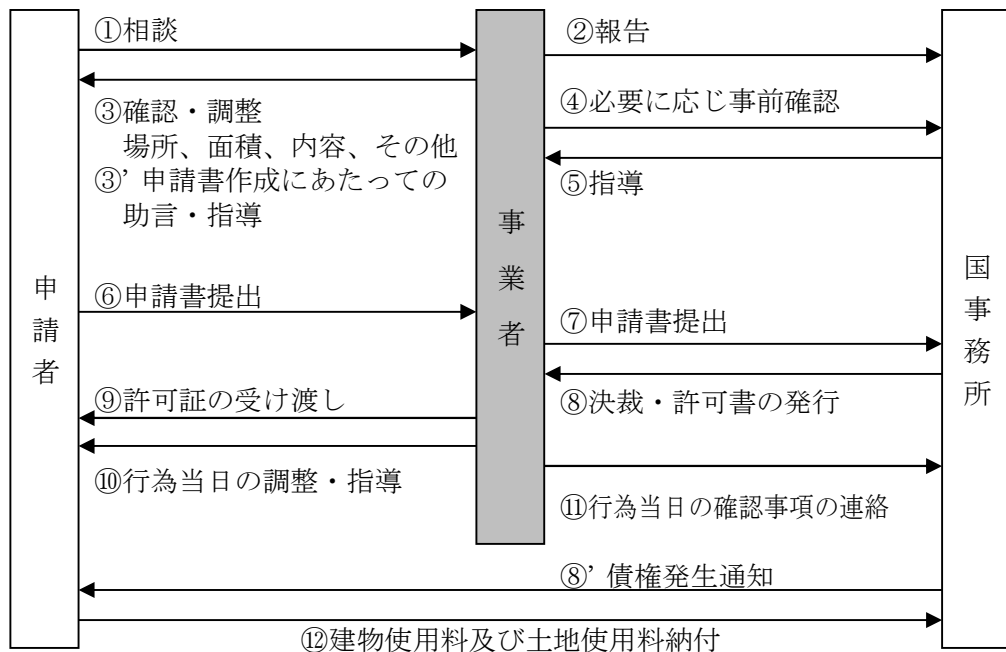 ①相談
②報告
③確認・調整
場所、面積、内容、その他
③’ 申請書作成にあたっての
助言・指導
④必要に応じ事前確認
⑤指導
申請者
事業者
国事務所
⑥申請書提出
⑦申請書提出
⑧決裁・許可書の発行
⑨許可証の受け渡し
⑩行為当日の調整・指導
⑪行為当日の確認事項の連絡
⑧’ 債権発生通知
⑫建物使用料及び土地使用料納付